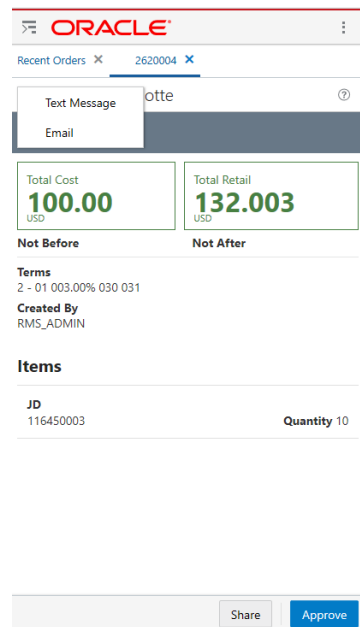 ORACLE
Recent Orders
2620004
Text Message
otte
Email
Total Cost
100.00
USD
Total Retail
132.003
USD
Not Before
Not After
Terms
2 - 01 003.00% 030 031
Created By
RMS_ADMIN
Items
JD
116450003
Quantity 10
Share
Approve